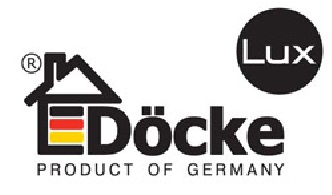 Lux
®
Döcke
PRODUCT OF GERMANY